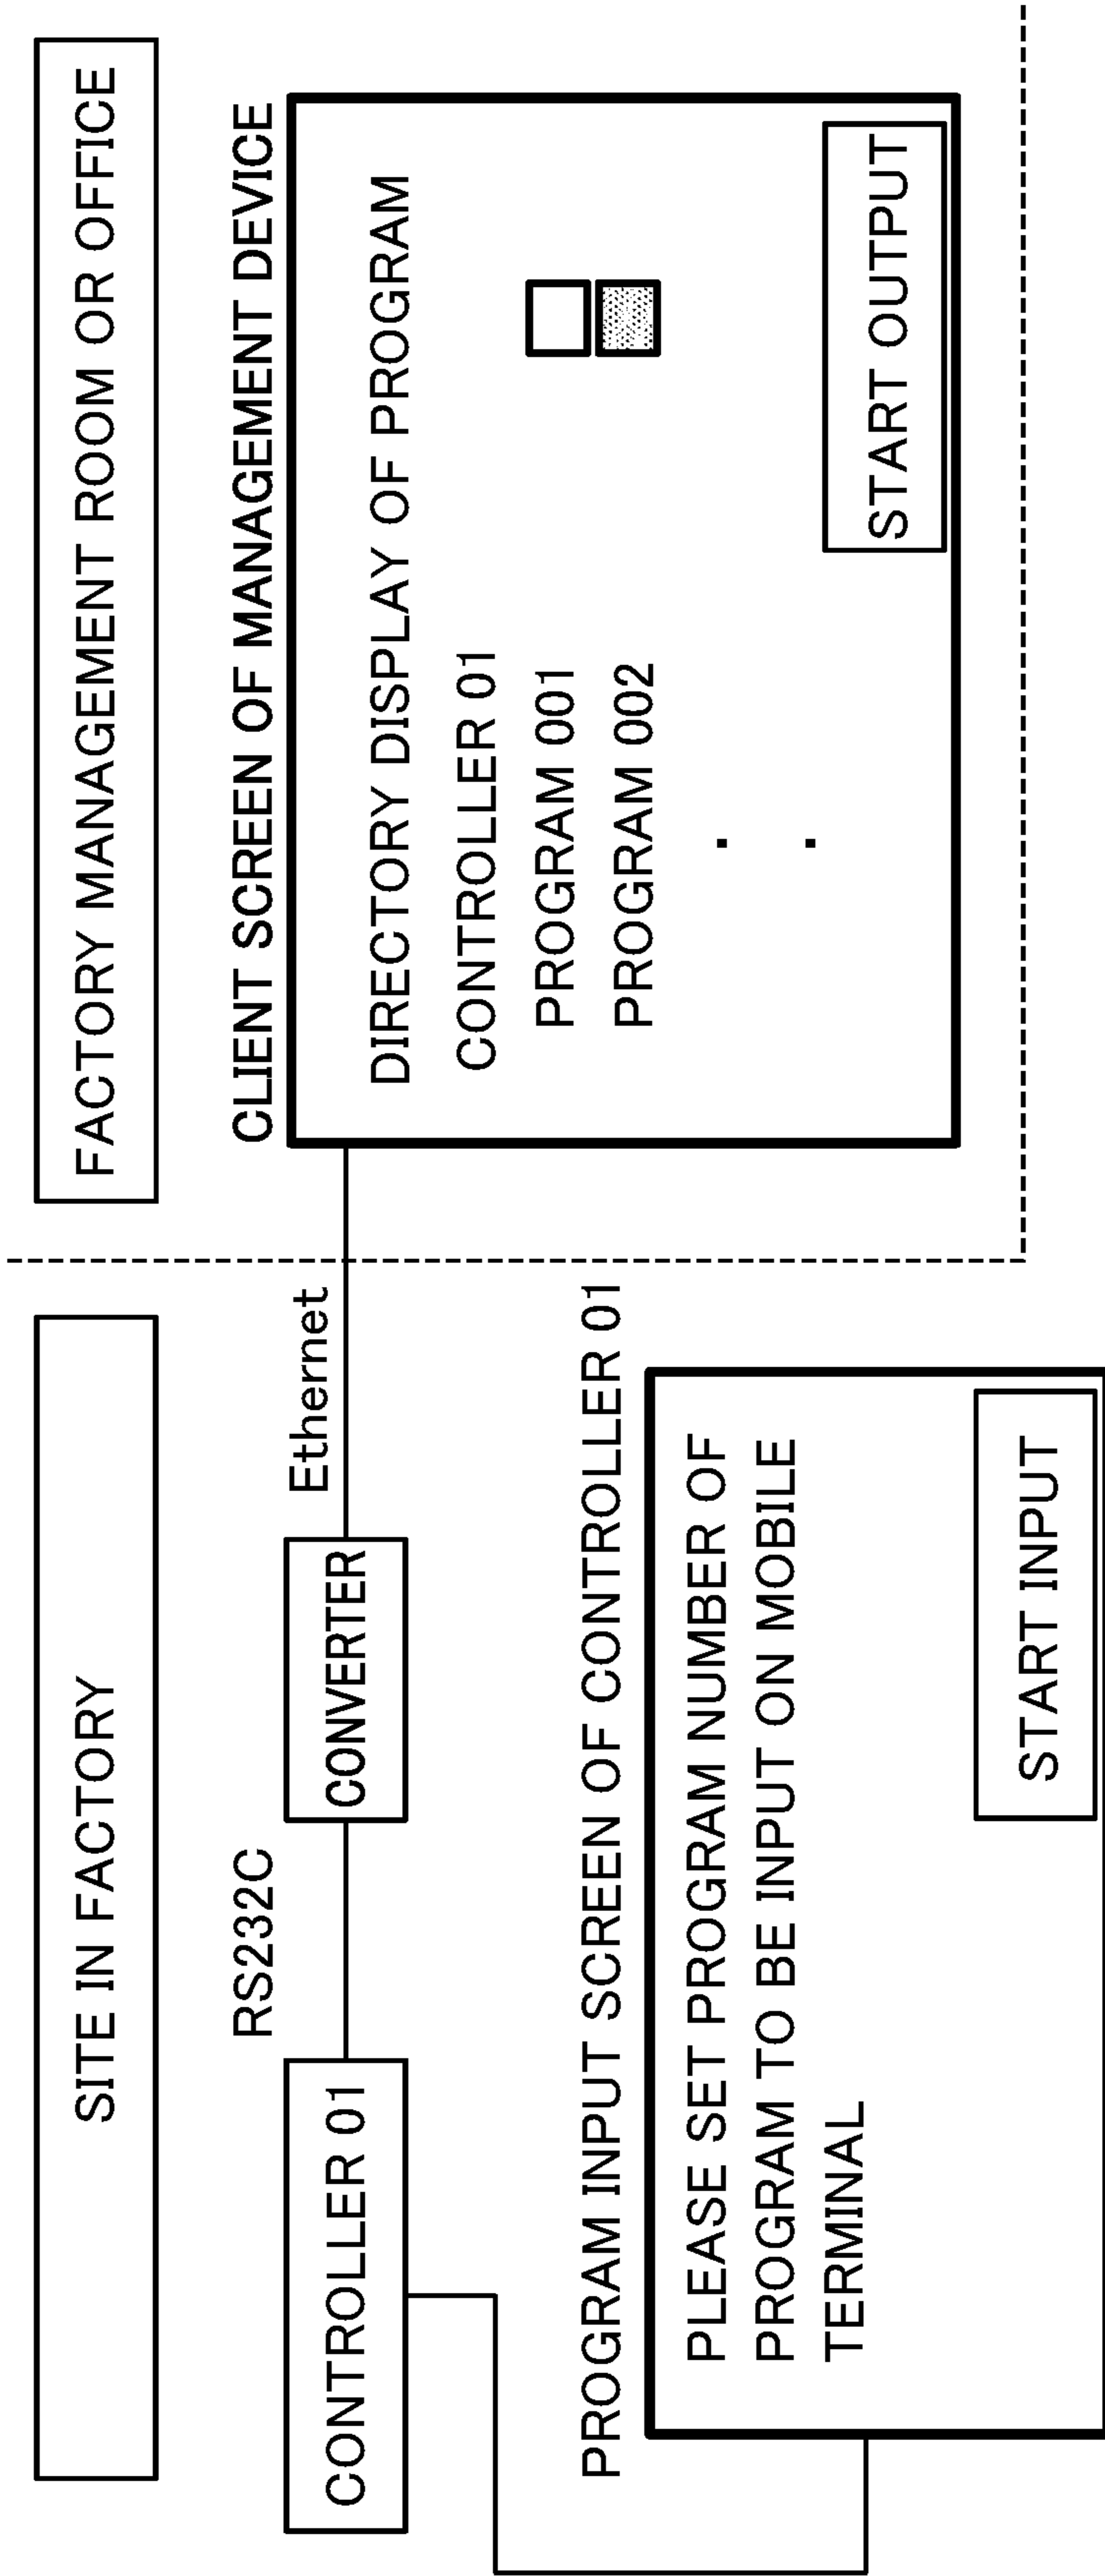 SITE IN FACTORY
FACTORY MANAGEMENT ROOM OR OFFICE
RS232C
CONTROLLER 01
CONVERTER
Ethernet
CLIENT SCREEN OF MANAGEMENT DEVICE
DIRECTORY DISPLAY OF PROGRAM
CONTROLLER 01
PROGRAM 001
PROGRAM 002
.
.
START OUTPUT
PROGRAM INPUT SCREEN OF CONTROLLER 01
PLEASE SET PROGRAM NUMBER OF
PROGRAM TO BE INPUT ON MOBILE
TERMINAL
START INPUT